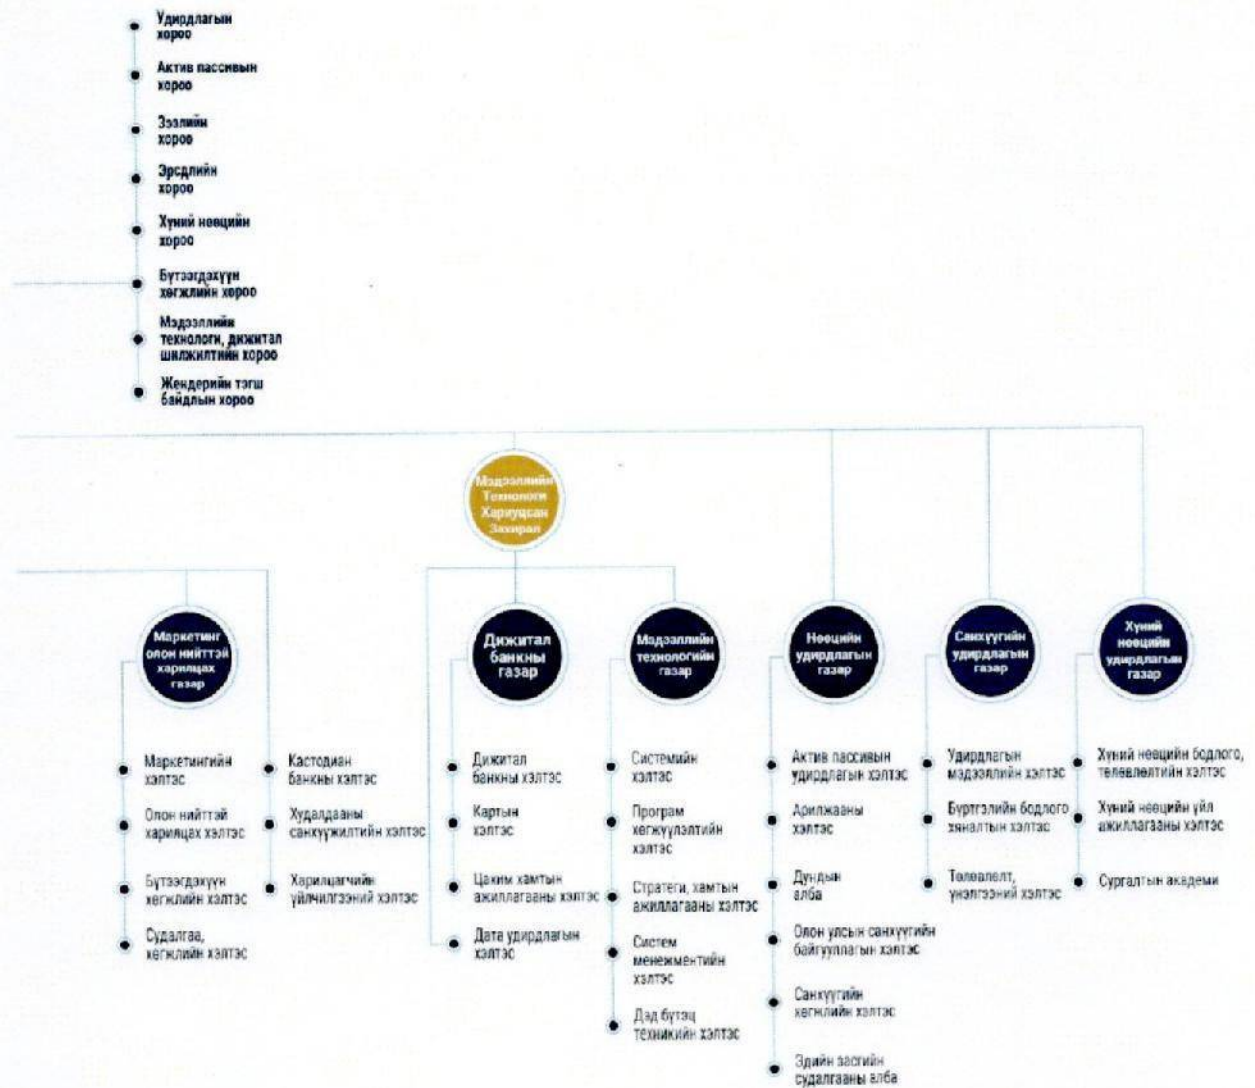 Удирдлагын
хороо
Актив пассивын
хороо
Зээлийн
хороо
Эрсдлийн
хороо
Хүний нөөцийн
хороо
Бүтээгдэхүүн
хөгжлийн хороо
Мэдээллийн
технологи, дижитал
шилжилтийн хороо
Жендерийн тэгш
байдлын хороо
Мэдээллийн
Технологи
Хариуцсан
Захирал
Маркетинг
олон нийттэй
харилцах
газар
Маркетингийн
хэлтэс
Олон нийттэй
харилцах хэлтэс
Бүтээгдэхүүн
хөгжлийн хэлтэс
Судалгаа,
хөгжлийн хэлтэс
Кастодиан
банкны хэлтэс
Худалдааны
санхүүжилтийн хэлтэс
Харилцагчийн
үйлчилгээний хэлтэс
Дижитал
банкны
газар
Дижитал
банкны хэлтэс
Картын
хэлтэс
Цахим хамтын
ажиллагааны хэлтэс
Дата удирдлагын
хэлтэс
Мэдээллийн
технологийн
газар
Системийн
хэлтэс
Програм
хөгжүүлэлтийн
хэлтэс
Стратеги, хамтын
ажиллагааны хэлтэс
Систем
менежментийн
хэлтэс
Дэд бүтэц
техникийн хэлтэс
Нөөцийн
удирдлагын
газар
Актив пассивын
удирдлагын хэлтэс
Арилжааны
хэлтэс
Дундын
алба
Олон улсын санхүүгийн
байгууллагын хэлтэс
Санхүүгийн
хөгжлийн хэлтэс
Эдийн засгийн
судалгааны алба
Санхүүгийн
удирдлагын
газар
Удирдлагын
мэдээллийн хэлтэс
Бүртгэлийн бодлого
хяналтын хэлтэс
Төлөвлөлт,
үнэлгээний хэлтэс
Хүний
нөөцийн
удирдлагын
газар
Хүний нөөцийн бодлого,
төлөвлөлтийн хэлтэс
Хүний нөөцийн үйл
ажиллагааны хэлтэс
Сургалтын академи